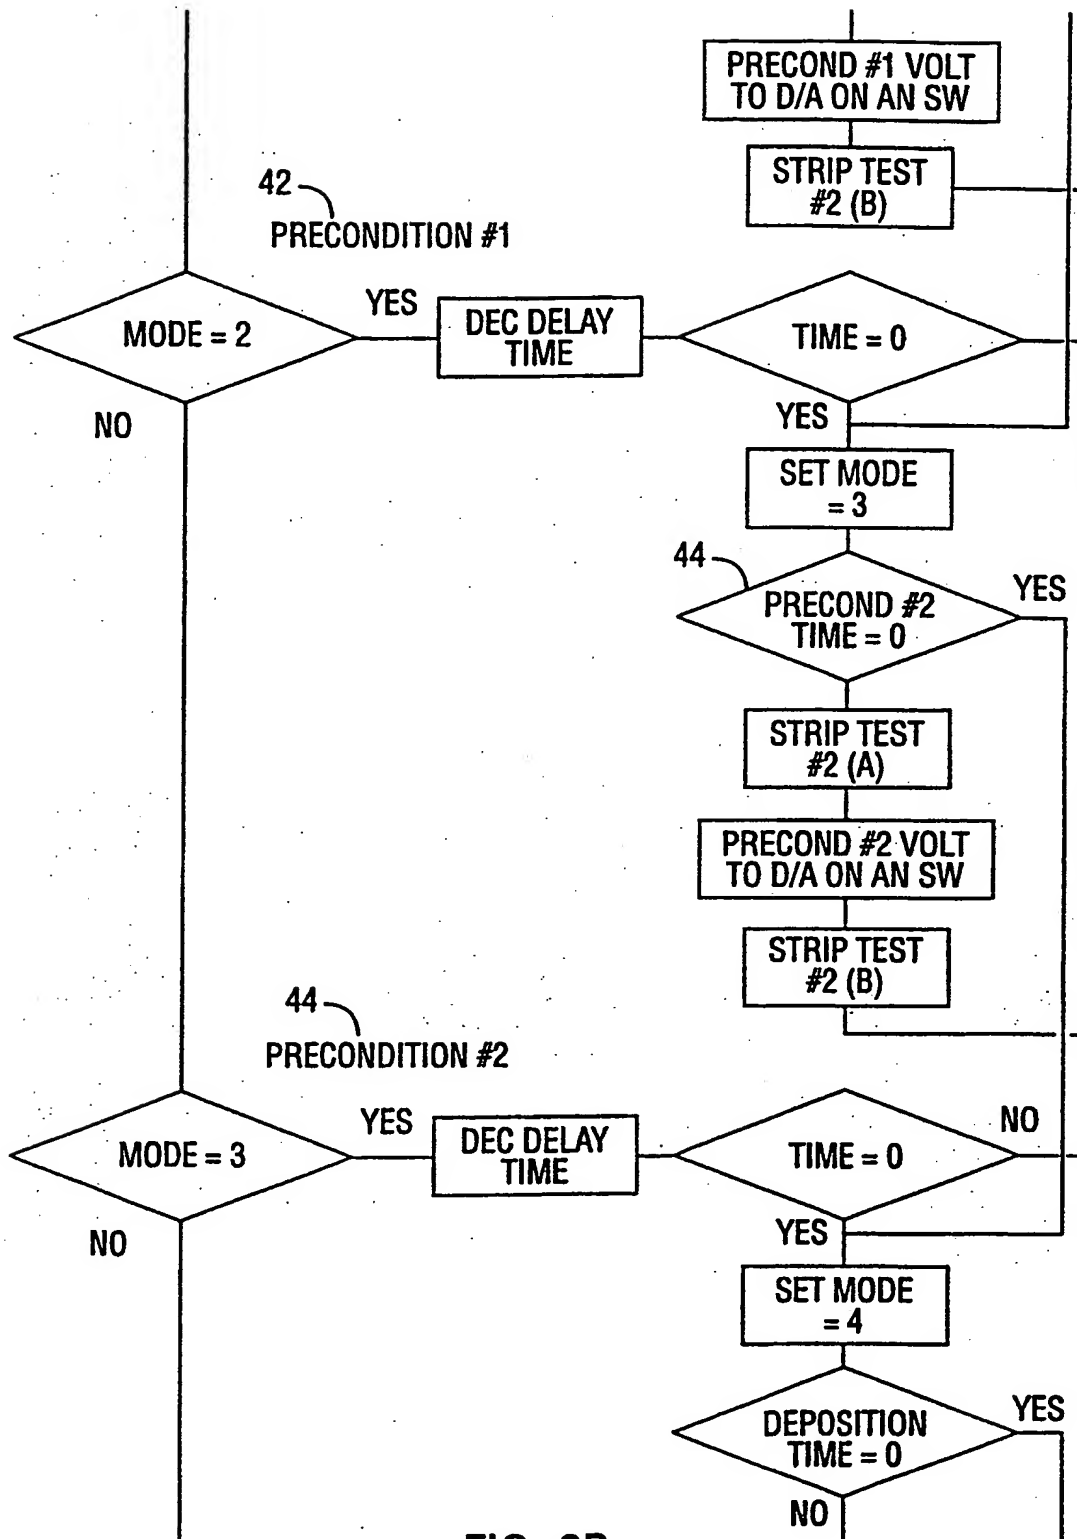 PRECOND #1 VOLT
TO D/A ON AN SW
STRIP TEST
#2 (B)
42
PRECONDITION #1
MODE = 2
YES
DEC DELAY
TIME
TIME = 0
NO
YES
SET MODE
= 3
44
PRECOND #2
TIME = 0
YES
STRIP TEST
#2 (A)
PRECOND #2 VOLT
TO D/A ON AN SW
STRIP TEST
#2 (B)
44
PRECONDITION #2
MODE = 3
YES
DEC DELAY
TIME
TIME = 0
NO
NO
YES
SET MODE
= 4
DEPOSITION
TIME = 0
YES
NO